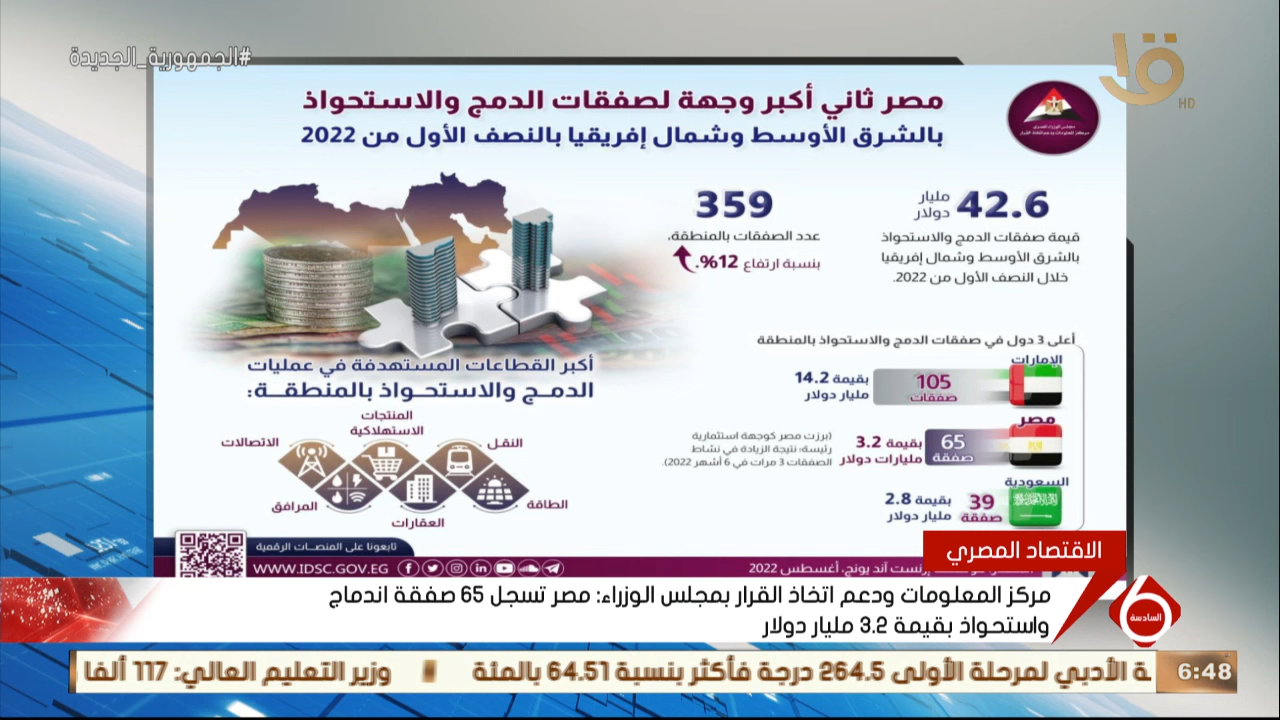 #الجمهورية_الجديدة
HD
مصر ثاني أكبر وجهة لصفقات الدمج والاستحواذ
بالشرق الأوسط وشمال إفريقيا بالنصف الأول من 2022
42.6 مليار دولار
قيمة صفقات الدمج والاستحواذ
بالشرق الأوسط وشمال إفريقيا
خلال النصف الأول من 2022.
359
عدد الصفقات بالمنطقة،
بنسبة ارتفاع 12%.
أعلى 3 دول في صفقات الدمج والاستحواذ بالمنطقة
الإمارات
105 صفقات
بقيمة 14.2
مليار دولار
مصر
65 صفقة
بقيمة 3.2
مليارات دولار
(برزت مصر كوجهة استثمارية
رئيسة؛ نتيجة الزيادة في نشاط
الصفقات 3 مرات في 6 أشهر 2022).
السعودية
39 صفقة
بقيمة 2.8
مليار دولار
أكبر القطاعات المستهدفة في عمليات
الدمج والاستحواذ بالمنطقة:
الاتصالات
المنتجات
الاستهلاكية
النقل
المرافق
العقارات
الطاقة
تابعونا على المنصات الرقمية
WWW.IDSC.GOV.EG
إرنست آند يونج، أغسطس 2022
الاقتصاد المصري
السادسة
مركز المعلومات ودعم اتخاذ القرار بمجلس الوزراء: مصر تسجل 65 صفقة اندماج
واستحواذ بقيمة 3.2 مليار دولار
6:48
ة الأدبي لمرحلة الأولى 264.5 درجة فأكثر بنسبة 64.51 بالمئة
وزير التعليم العالي: 117 ألفا